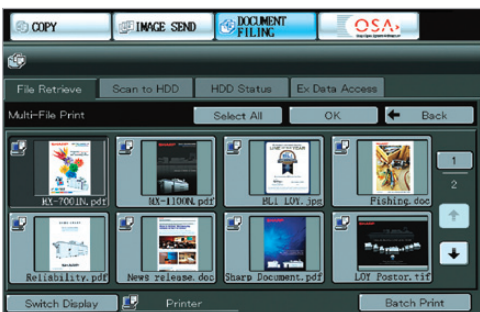 COPY
IMAGE SEND
DOCUMENT
FILING
OSA
File Retrieve
Scan to HDD
HDD Status
Ex Data Access
Multi-File Print
Select All
OK
Back
MX-7001N.pdf
MX-1100N.pdf
BLI LOY.jpg
Fishing.doc
1
2
Reliability.pdf
News release.doc
Sharp Document.pdf
LOY Postor.tif
Switch Display
Printer
Batch Print